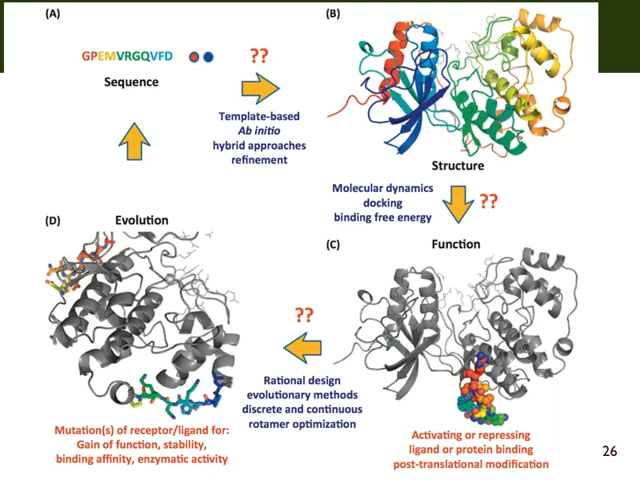 (A)
GPEMVRGQVFD
Sequence
??
Template-based
Ab initio
hybrid approaches
refinement
(B)
Structure
Molecular dynamics
docking
binding free energy
??
(C)
Function
Activating or repressing
ligand or protein binding
post-translational modification
??
Rational design
evolutionary methods
discrete and continuous
rotamer optimization
(D)
Evolution
Mutation(s) of receptor/ligand for:
Gain of function, stability,
binding affinity, enzymatic activity
26